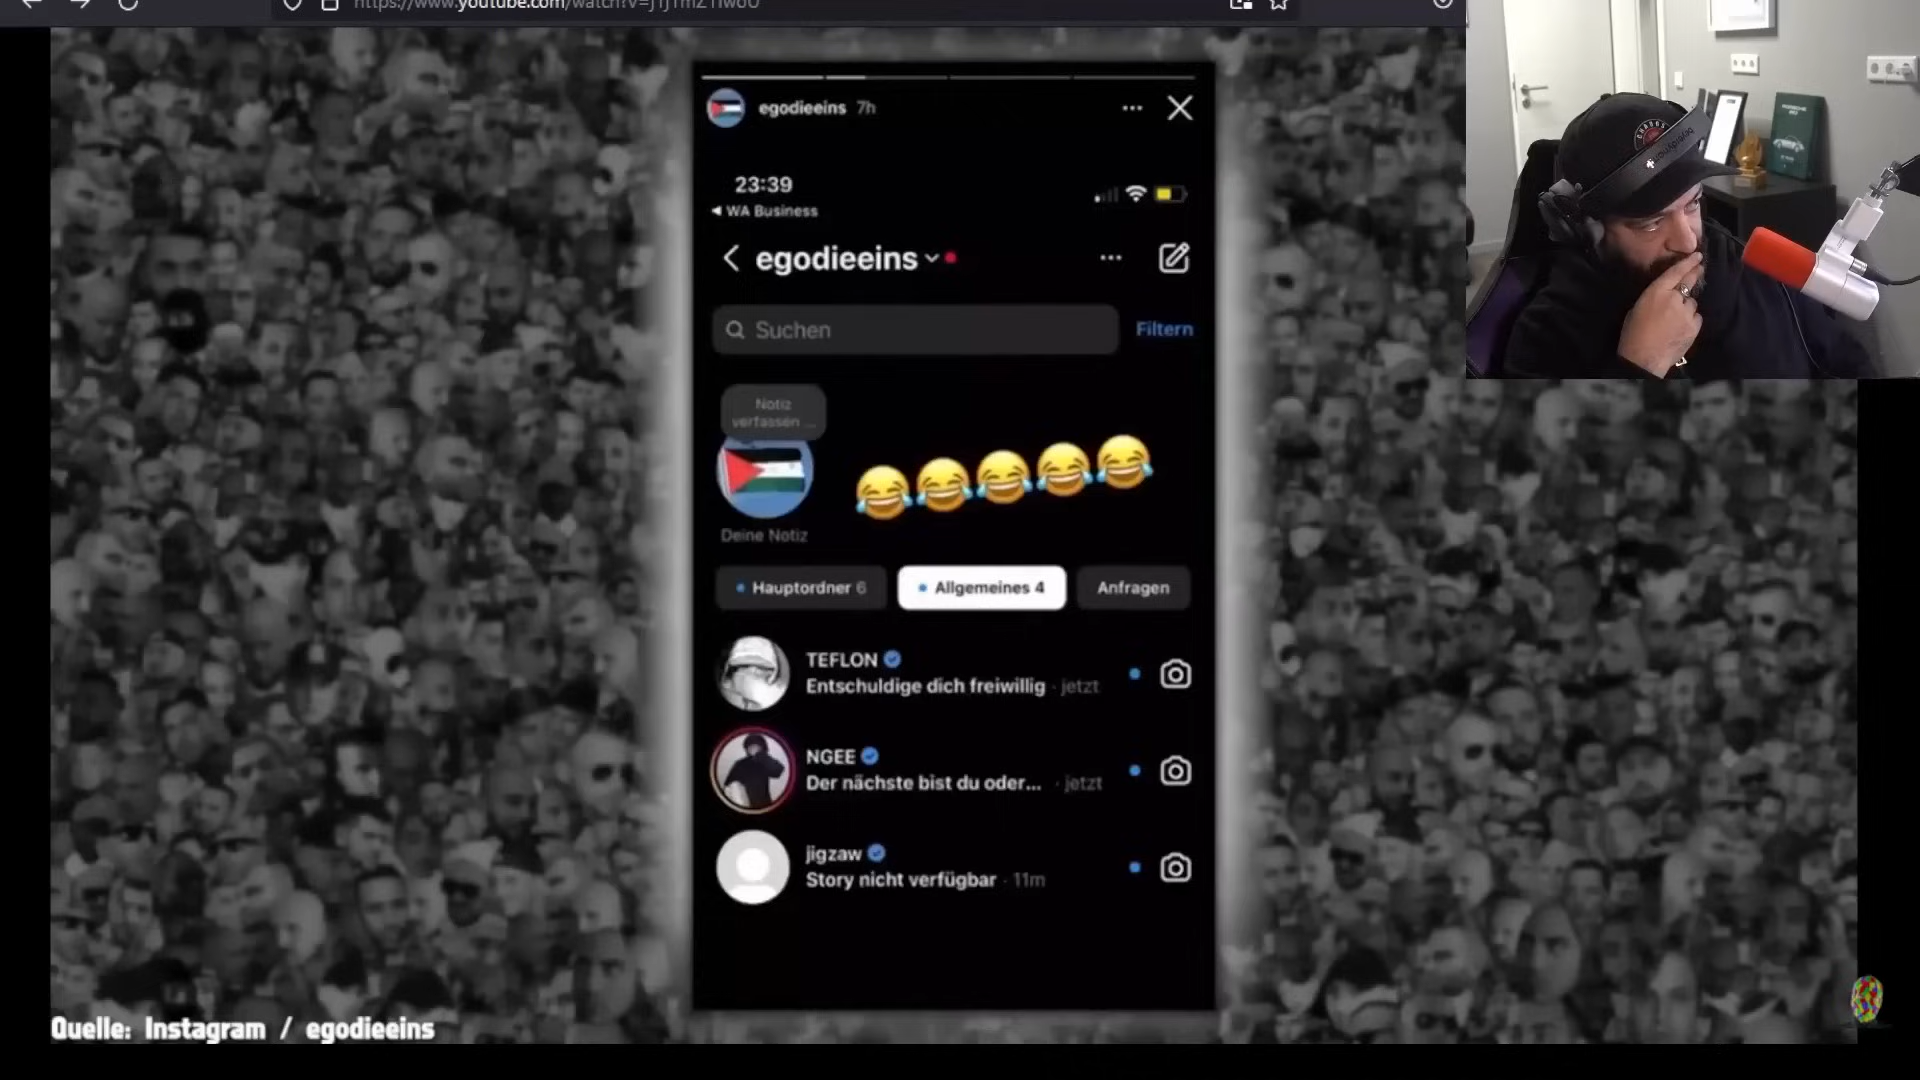 egodieeins 7h
23:39
◀ WA Business
egodieeins
Suchen
Filtern
Notiz
verfassen ...
Deine Notiz
Hauptordner 6
Allgemeines 4
Anfragen
TEFLON
Entschuldige dich freiwillig · jetzt
NGEE
Der nächste bist du oder... · jetzt
jigzaw
Story nicht verfügbar · 11m
Quelle: Instagram / egodieeins